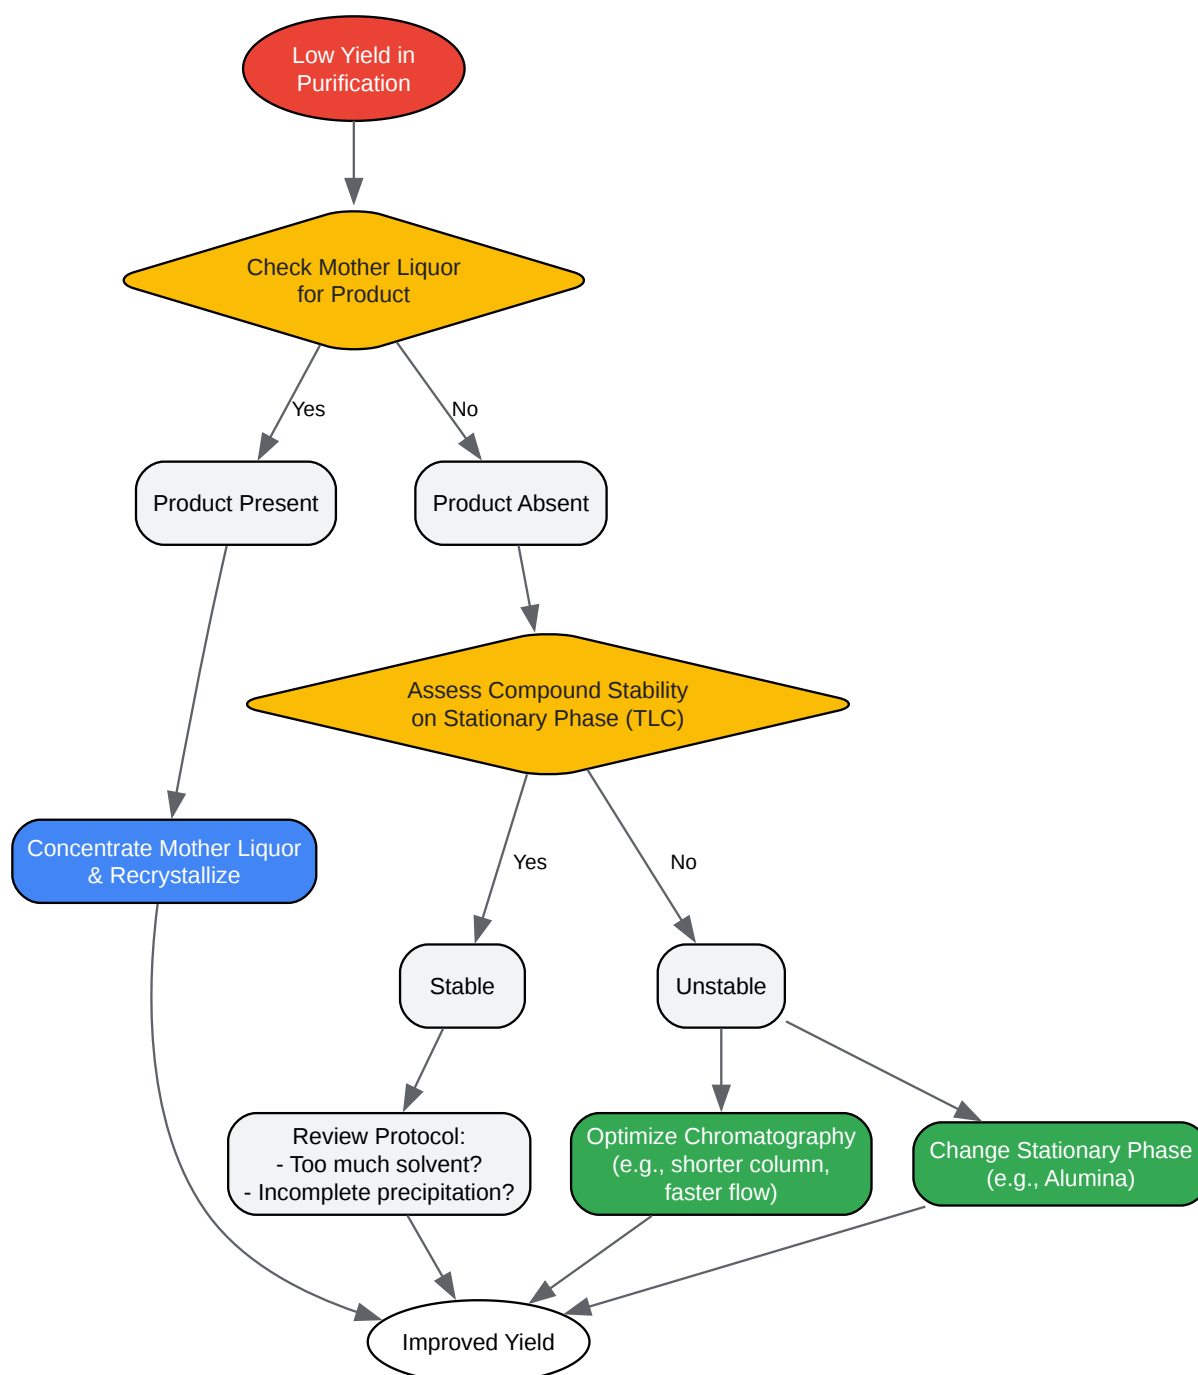 Low Yield in
Purification
Check Mother Liquor
for Product
Yes
No
Product Present
Product Absent
Assess Compound Stability
on Stationary Phase (TLC)
Concentrate Mother Liquor
& Recrystallize
Yes
No
Stable
Unstable
Review Protocol:
- Too much solvent?
- Incomplete precipitation?
Optimize Chromatography
(e.g., shorter column,
faster flow)
Change Stationary Phase
(e.g., Alumina)
Improved Yield